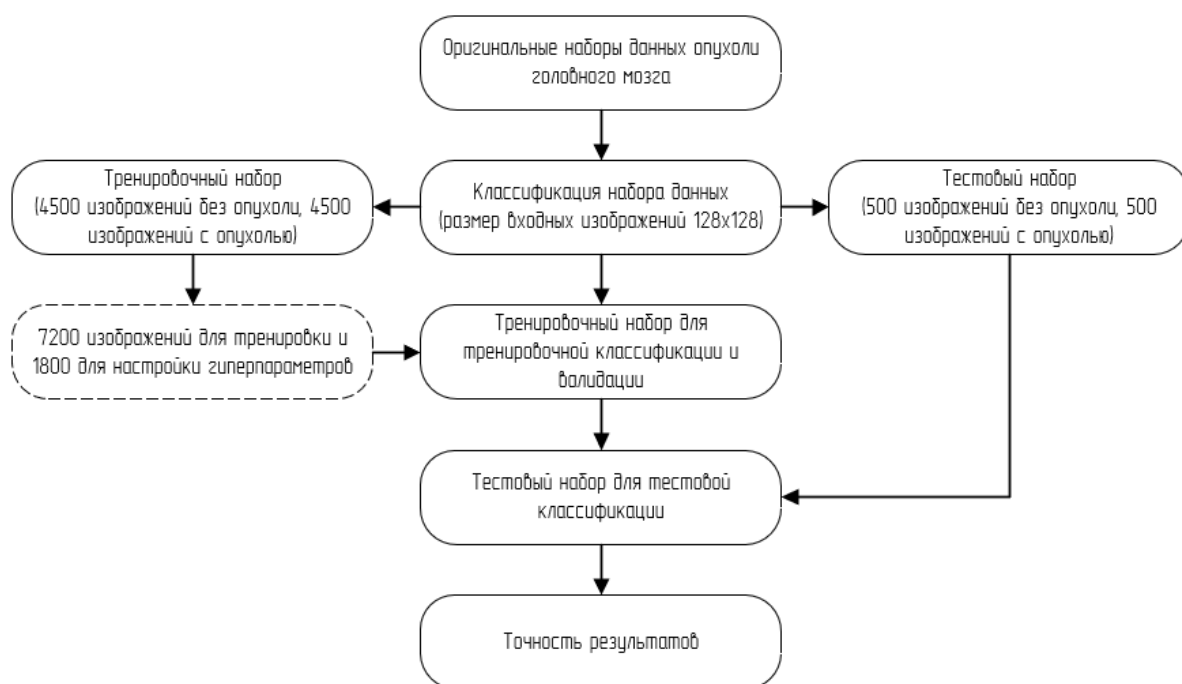 Оригинальные наборы данных опухоли
головного мозга
Тренировочный набор
(4500 изображений без опухоли, 4500
изображений с опухолью)
Классификация набора данных
(размер входных изображений 128x128)
Тестовый набор
(500 изображений без опухоли, 500
изображений с опухолью)
7200 изображений для тренировки и
1800 для настройки гиперпараметров
Тренировочный набор для
тренировочной классификации и
валидации
Тестовый набор для тестовой
классификации
Точность результатов